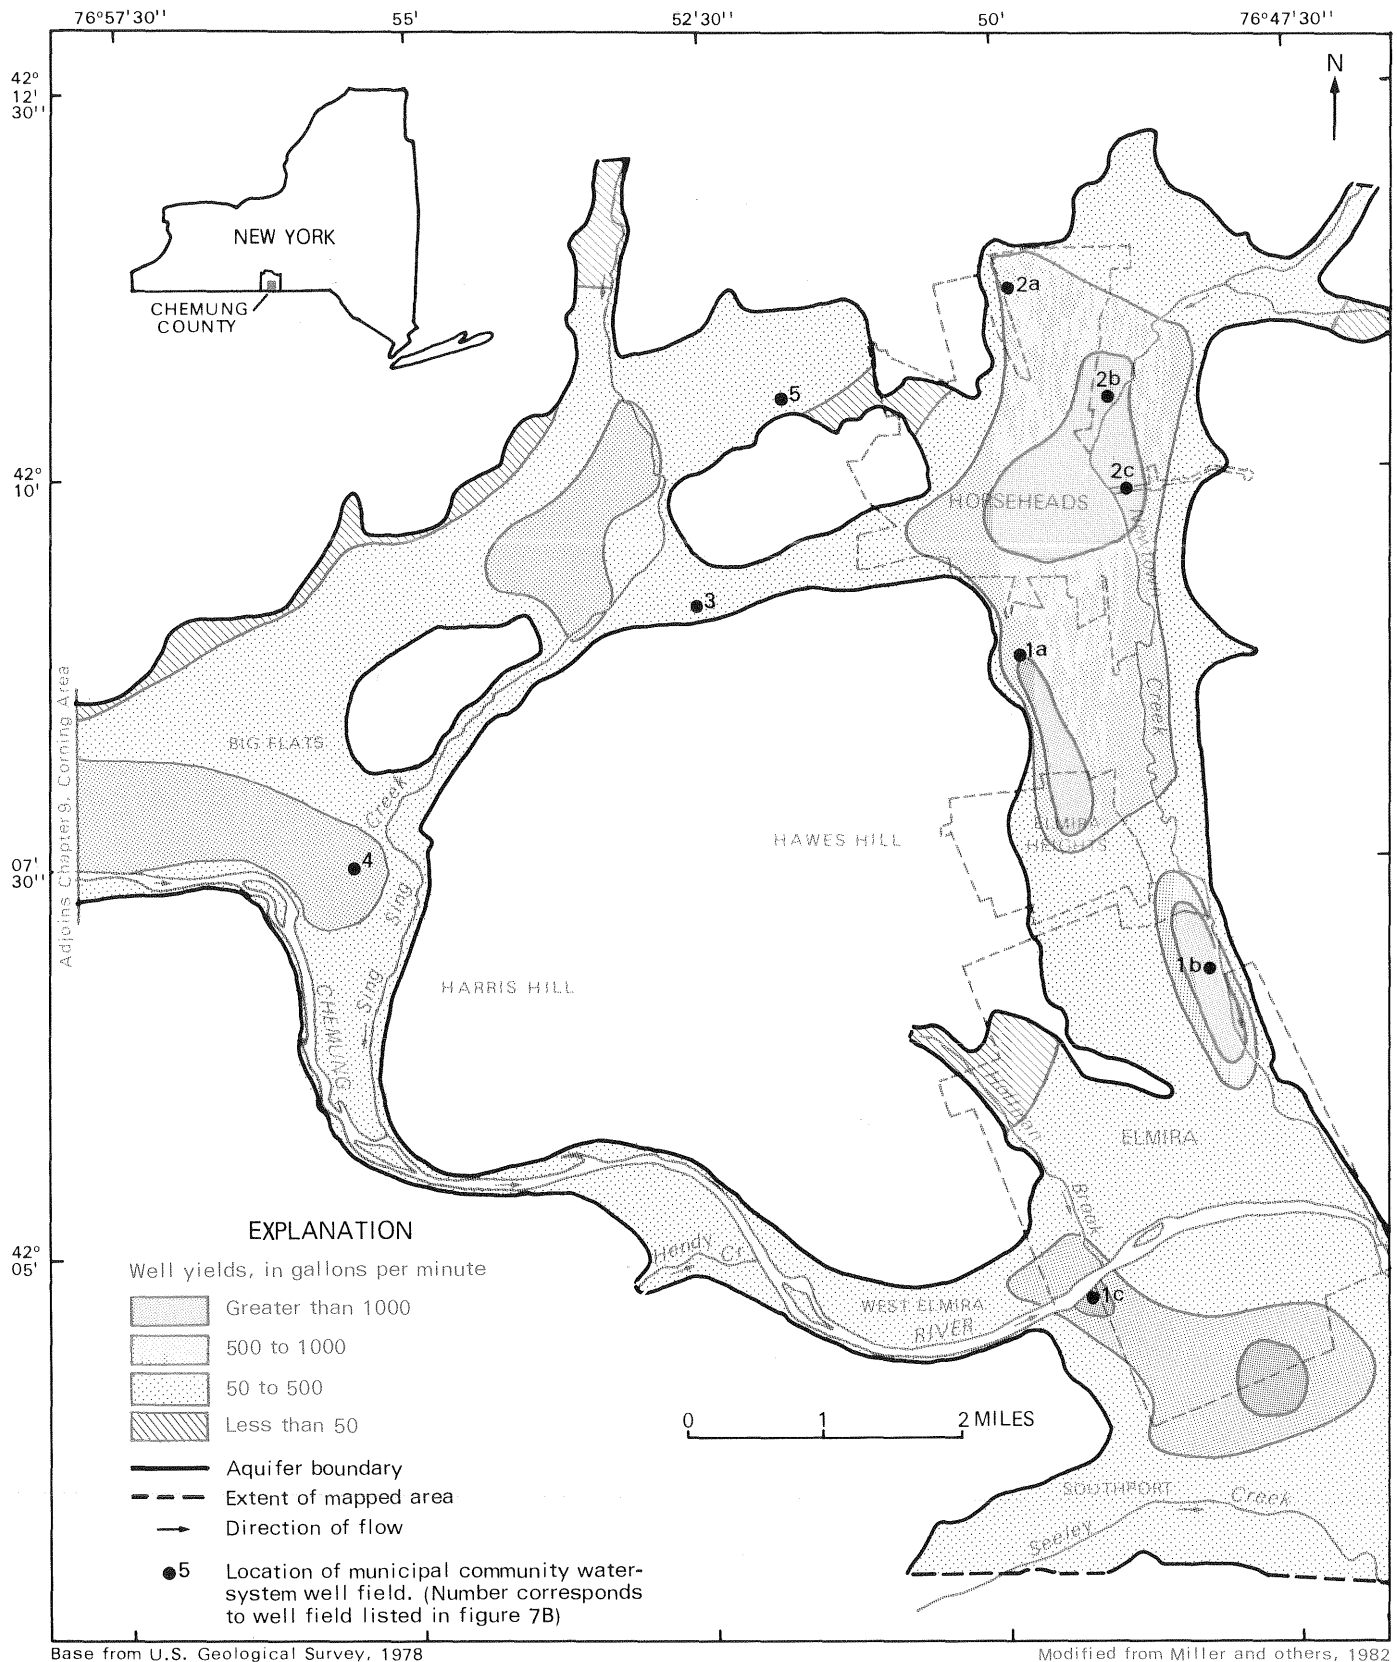 76°57'30"
55'
52'30"
50'
76°47'30"
42°
12'
30"
N
NEW YORK
CHEMUNG
COUNTY
2a
5
2b
42°
10'
2c
HORSEHEADS
Newtown
3
1a
Creek
Adjoins Chapter 9, Corning Area
BIG FLATS
Creek
HAWES HILL
ELMIRA
HEIGHTS
07'
30"
4
Sing
1b
HARRIS HILL
Sing
CHEMUNG
Hoffman
ELMIRA
Brook
EXPLANATION
42°
05'
Hendy Cr.
Well yields, in gallons per minute
1c
WEST ELMIRA
RIVER
Greater than 1000
500 to 1000
50 to 500
Less than 50
0 1 2 MILES
Aquifer boundary
Extent of mapped area
SOUTHPORT
Seeley Creek
Direction of flow
5 Location of municipal community water-
system well field. (Number corresponds
to well field listed in figure 7B)
Base from U.S. Geological Survey, 1978
Modified from Miller and others, 1982